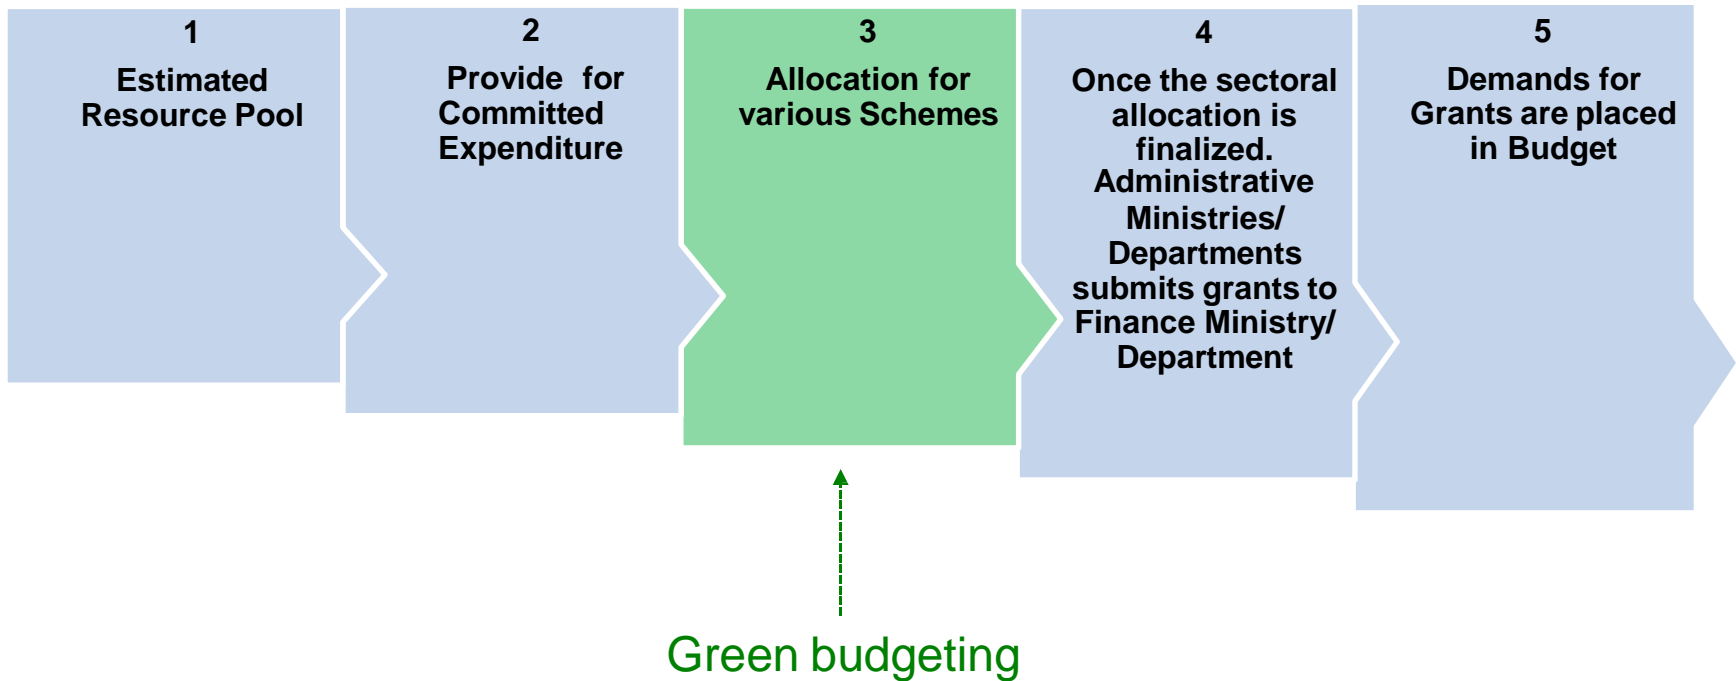 1
Estimated
Resource Pool
2
Provide for
Committed
Expenditure
3
Allocation for
various Schemes
4
Once the sectoral
allocation is
finalized.
Administrative
Ministries/
Departments
submits grants to
Finance Ministry/
Department
5
Demands for
Grants are placed
in Budget
Green budgeting